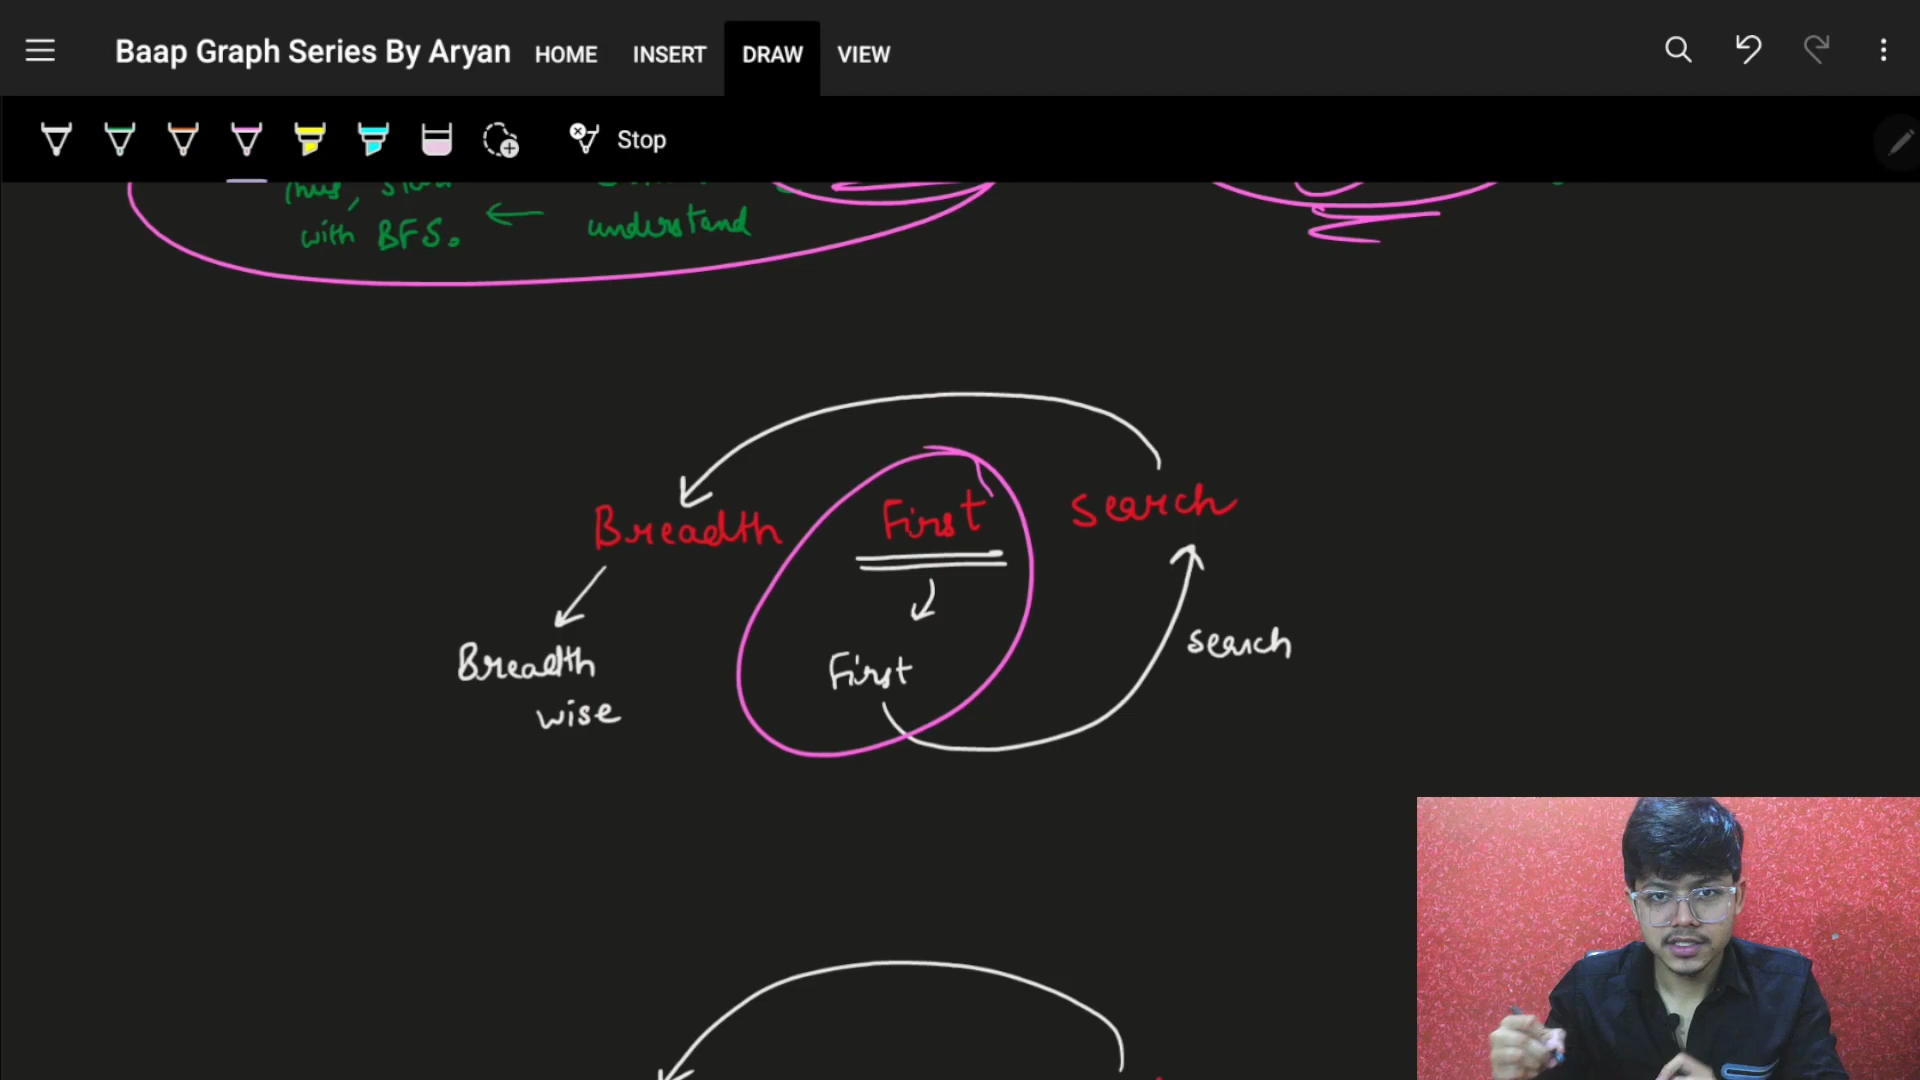 Baap Graph Series By Aryan HOME INSERT DRAW VIEW
Stop
with BFS. understand
Breadth First Search
Breadth First search
wise